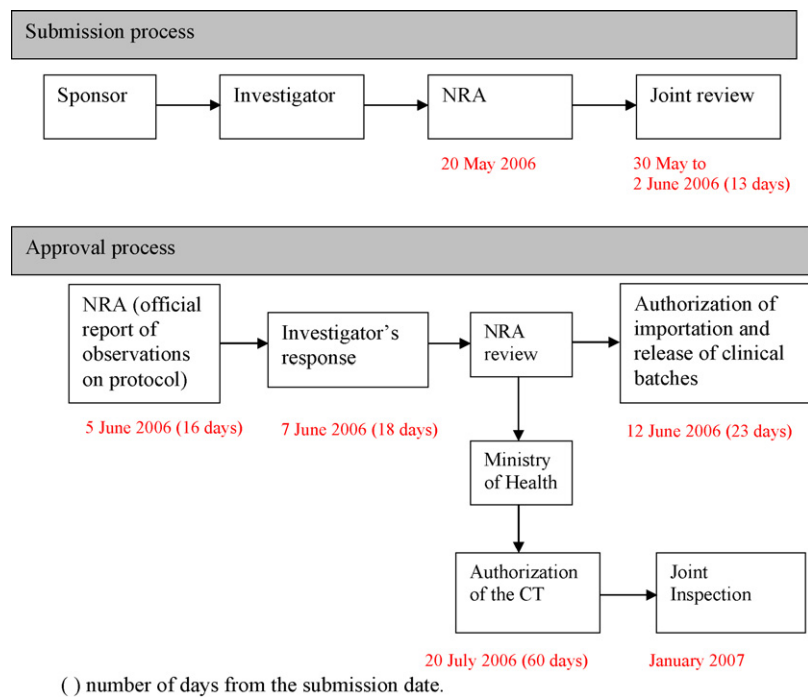 Submission process
Sponsor
Investigator
NRA
Joint review
20 May 2006
30 May to
2 June 2006 (13 days)
Approval process
NRA (official
report of
observations
on protocol)
Investigator's
response
NRA
review
Authorization of
importation and
release of clinical
batches
5 June 2006 (16 days)
7 June 2006 (18 days)
12 June 2006 (23 days)
Ministry
of Health
Authorization
of the CT
Joint
Inspection
20 July 2006 (60 days)
January 2007
( ) number of days from the submission date.